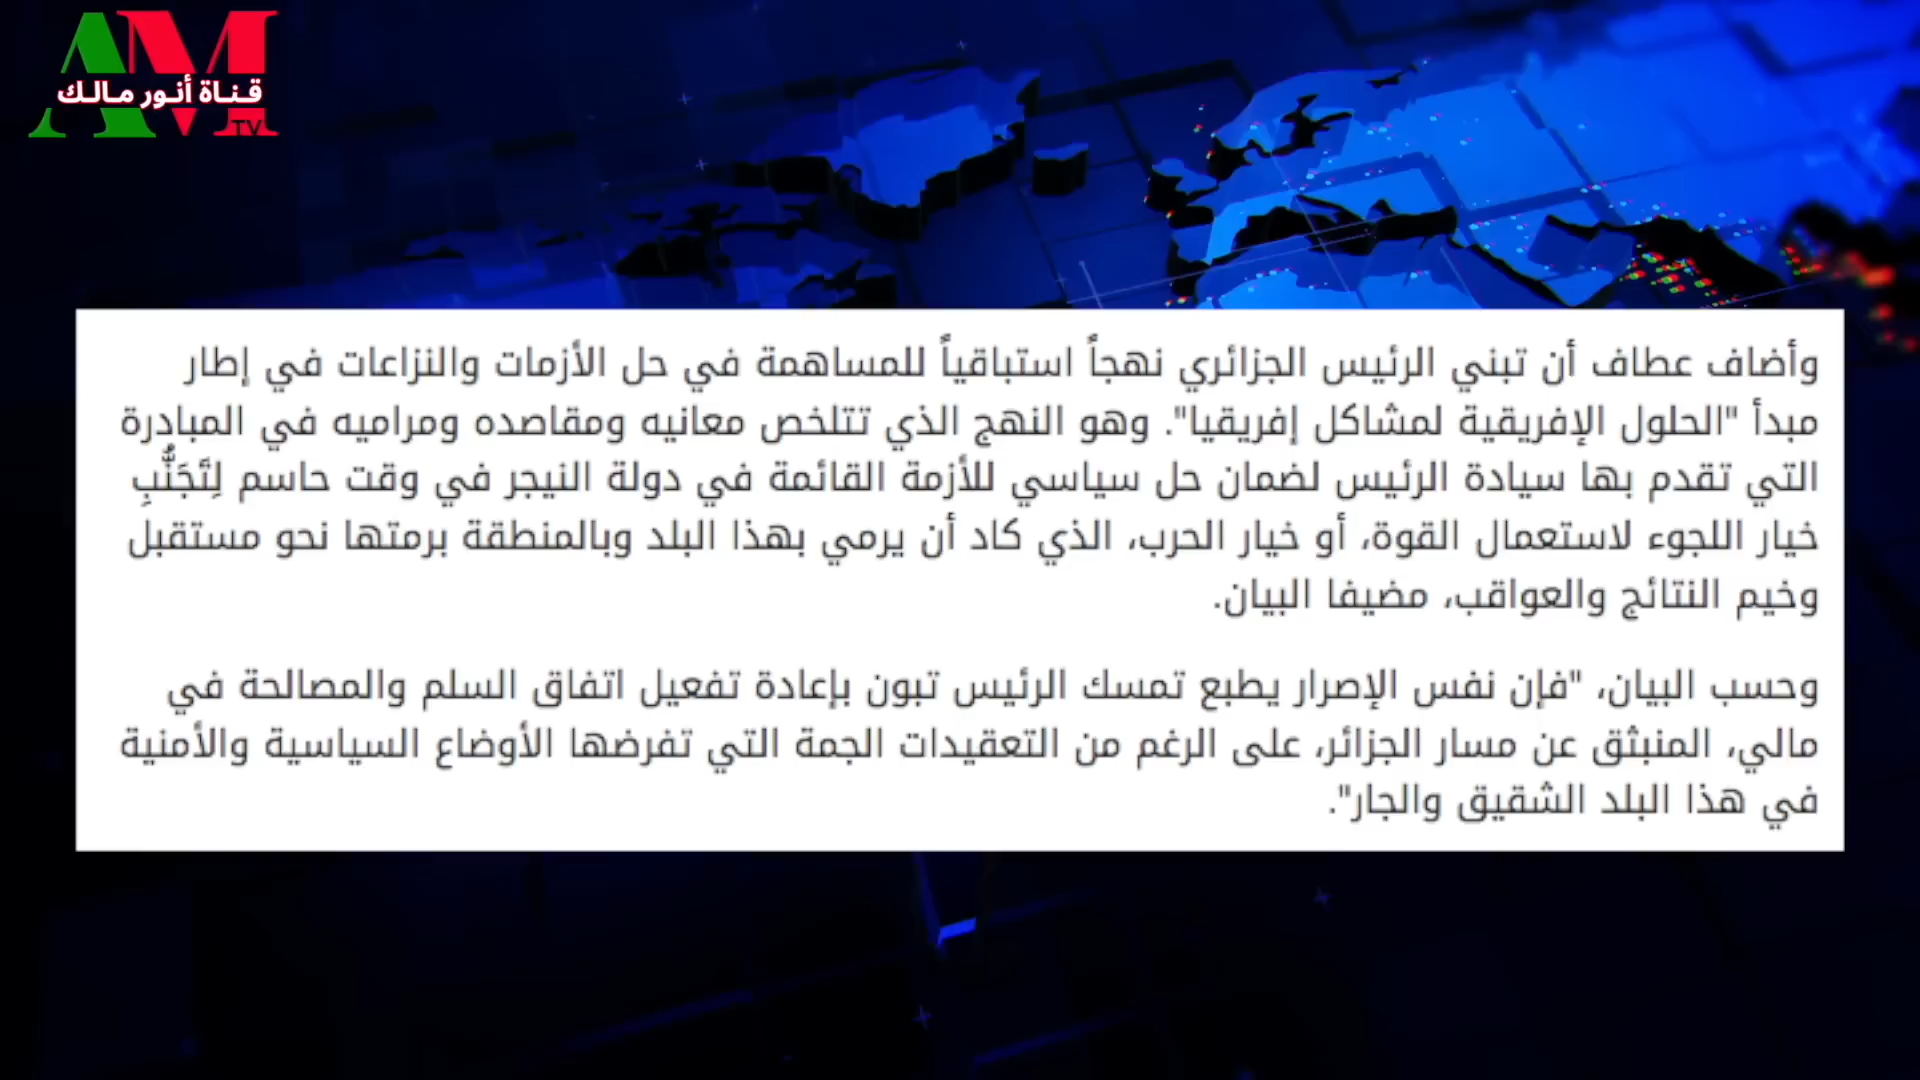 AM
قناة أنور مالك
TV
وأضاف عطاف أن تبني الرئيس الجزائري نهجاً استباقياً للمساهمة في حل الأزمات والنزاعات في إطار
مبدأ "الحلول الإفريقية لمشاكل إفريقيا". وهو النهج الذي تتلخص معانيه ومقاصده ومراميه في المبادرة
التي تقدم بها سيادة الرئيس لضمان حل سياسي للأزمة القائمة في دولة النيجر في وقت حاسم لِتَجَنُّبِ
خيار اللجوء لاستعمال القوة، أو خيار الحرب، الذي كاد أن يرمي بهذا البلد وبالمنطقة برمتها نحو مستقبل
وخيم النتائج والعواقب، مضيفا البيان.
وحسب البيان، "فإن نفس الإصرار يطبع تمسك الرئيس تبون بإعادة تفعيل اتفاق السلم والمصالحة في
مالي، المنبثق عن مسار الجزائر، على الرغم من التعقيدات الجمة التي تفرضها الأوضاع السياسية والأمنية
في هذا البلد الشقيق والجار".